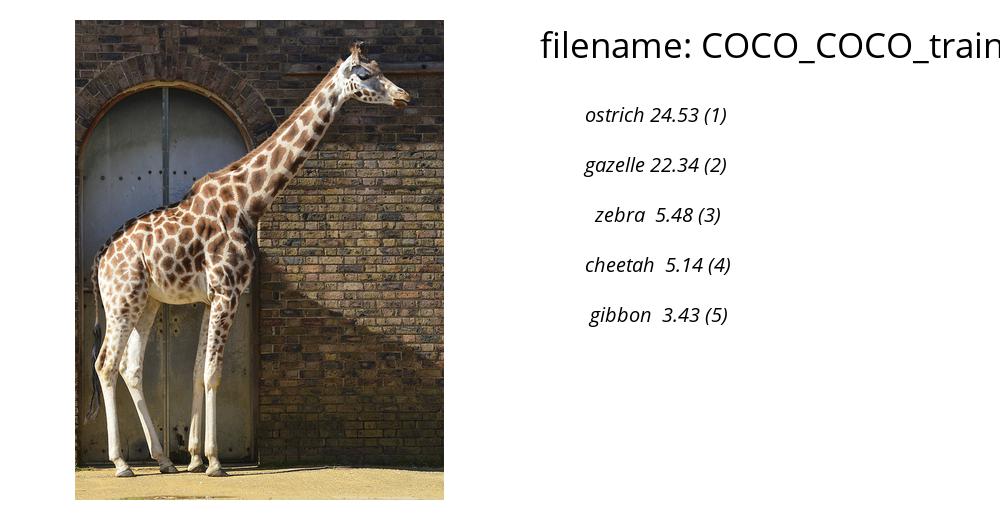 filename: COCO_COCO_train
ostrich 24.53 (1)
gazelle 22.34 (2)
zebra 5.48 (3)
cheetah 5.14 (4)
gibbon 3.43 (5)